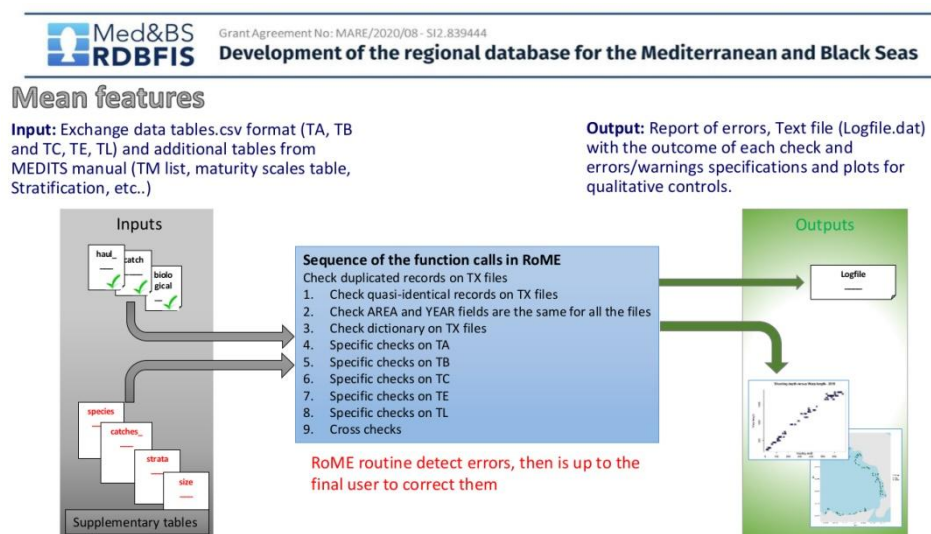 Med&BS
RDBFIS
Grant Agreement No: MARE/2020/08 - SI2.839444
Development of the regional database for the Mediterranean and Black Seas
Mean features
Input: Exchange data tables.csv format (TA, TB
and TC, TE, TL) and additional tables from
MEDITS manual (TM list, maturity scales table,
Stratification, etc..)
Output: Report of errors, Text file (Logfile.dat)
with the outcome of each check and
errors/warnings specifications and plots for
qualitative controls.
Inputs
haul_
catch
biolo
gical
species
catches_
strata
size
Supplementary tables
Sequence of the function calls in RoME
Check duplicated records on TX files
1. Check quasi-identical records on TX files
2. Check AREA and YEAR fields are the same for all the files
3. Check dictionary on TX files
4. Specific checks on TA
5. Specific checks on TB
6. Specific checks on TC
7. Specific checks on TE
8. Specific checks on TL
9. Cross checks
RoME routine detect errors, then is up to the
final user to correct them
Outputs
Logfile